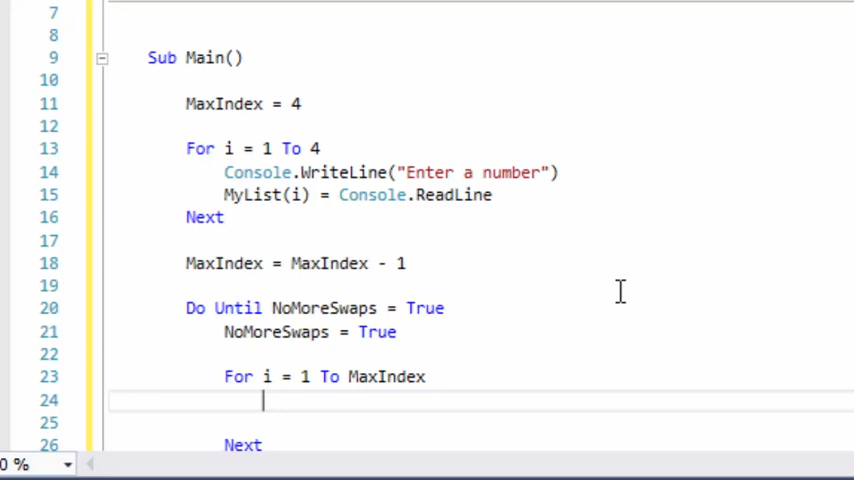 7
8
9 Sub Main()
10
11 MaxIndex = 4
12
13 For i = 1 To 4
14 Console.WriteLine("Enter a number")
15 MyList(i) = Console.ReadLine
16 Next
17
18 MaxIndex = MaxIndex - 1
19
20 Do Until NoMoreSwaps = True
21 NoMoreSwaps = True
22
23 For i = 1 To MaxIndex
24
25
26 Next
0 %